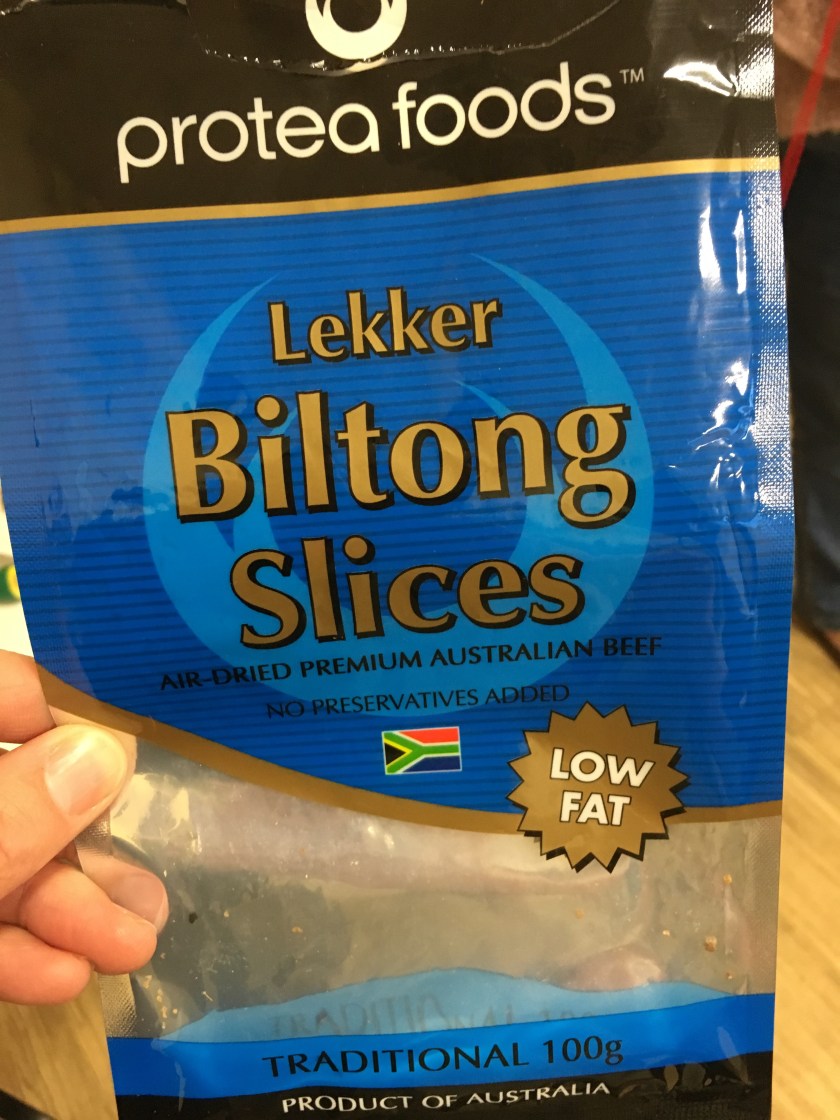 protea foods™
Lekker
Biltong
Slices
AIR-DRIED PREMIUM AUSTRALIAN BEEF
NO PRESERVATIVES ADDED
LOW
FAT
TRADITIONAL 100g
PRODUCT OF AUSTRALIA